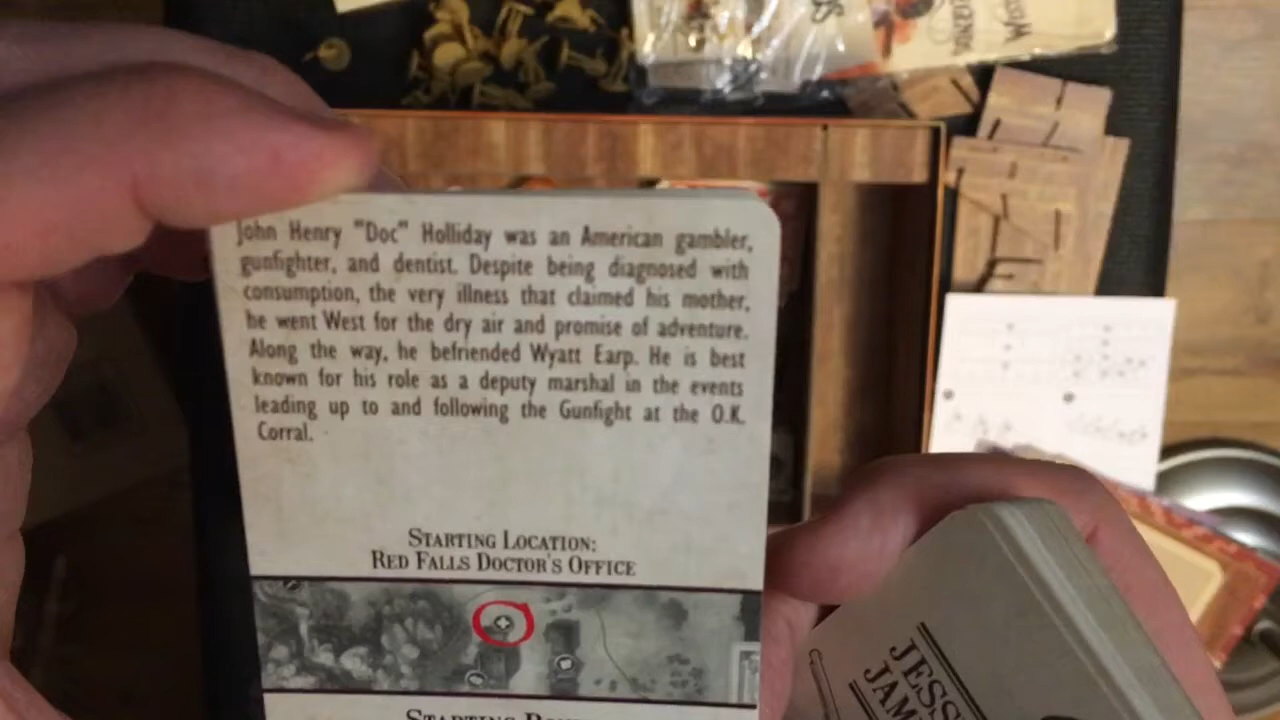 John Henry "Doc" Holliday was an American gambler,
gunfighter, and dentist. Despite being diagnosed with
consumption, the very illness that claimed his mother,
he went West for the dry air and promise of adventure.
Along the way, he befriended Wyatt Earp. He is best
known for his role as a deputy marshal in the events
leading up to and following the Gunfight at the O.K.
Corral.
STARTING LOCATION:
RED FALLS DOCTOR'S OFFICE
STARTING